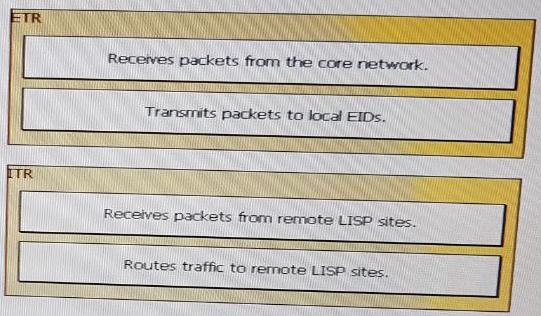 ETR
Receives packets from the core network.
Transmits packets to local EIDs.
ITR
Receives packets from remote LISP sites.
Routes traffic to remote LISP sites.